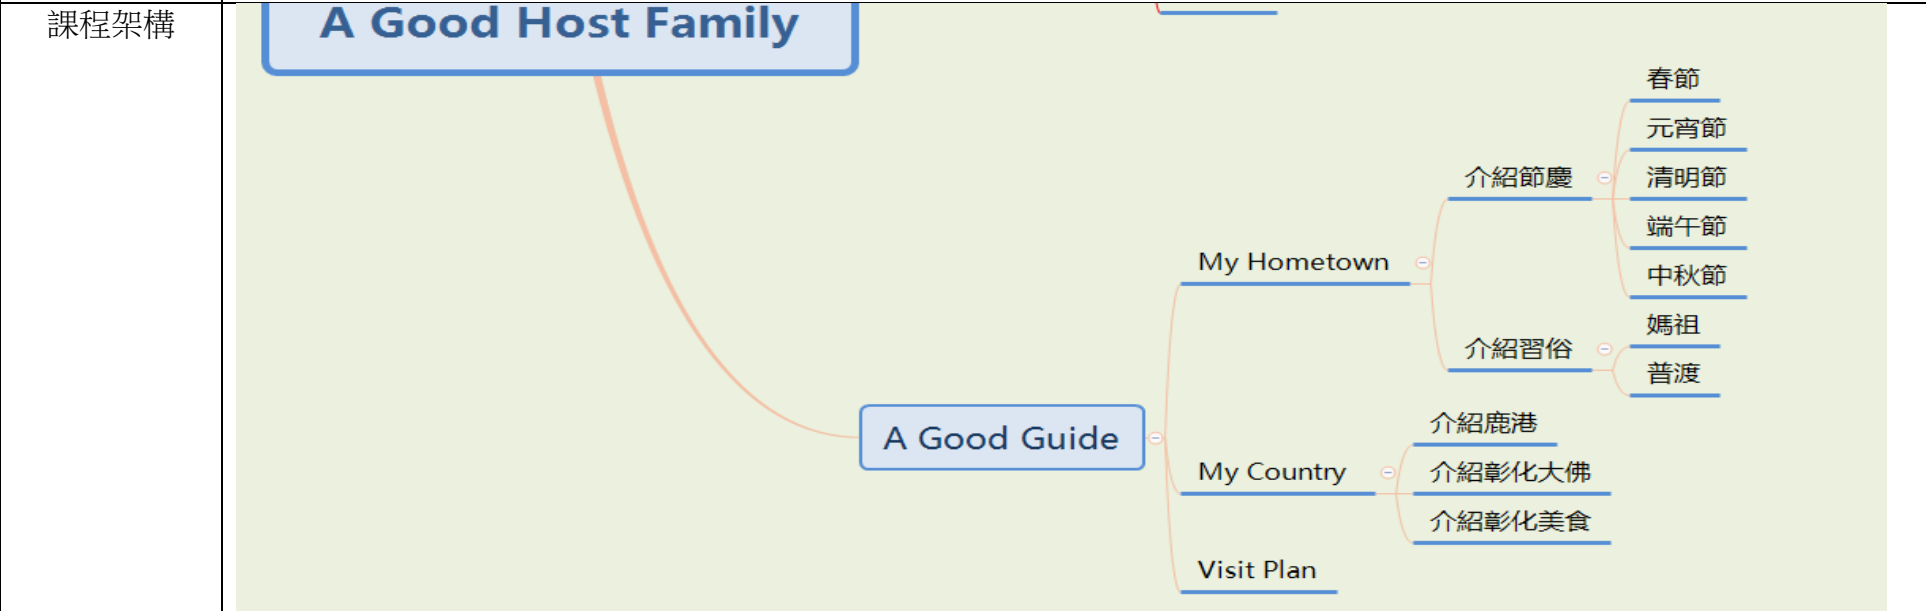 課程架構
A Good Host Family
春節
元宵節
介紹節慶
清明節
端午節
My Hometown
中秋節
媽祖
介紹習俗
普渡
介紹鹿港
A Good Guide
My Country
介紹彰化大佛
介紹彰化美食
Visit Plan